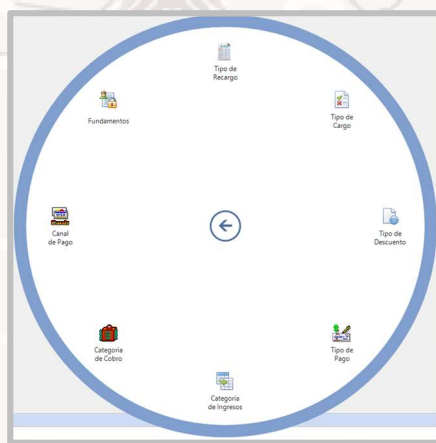 Tipo de
Recargo
Fundamentos
Tipo de
Cargo
Canal
de Pago
Tipo de
Descuento
Categoria
de Cobro
Tipo de
Pago
Categoria
de Ingresos